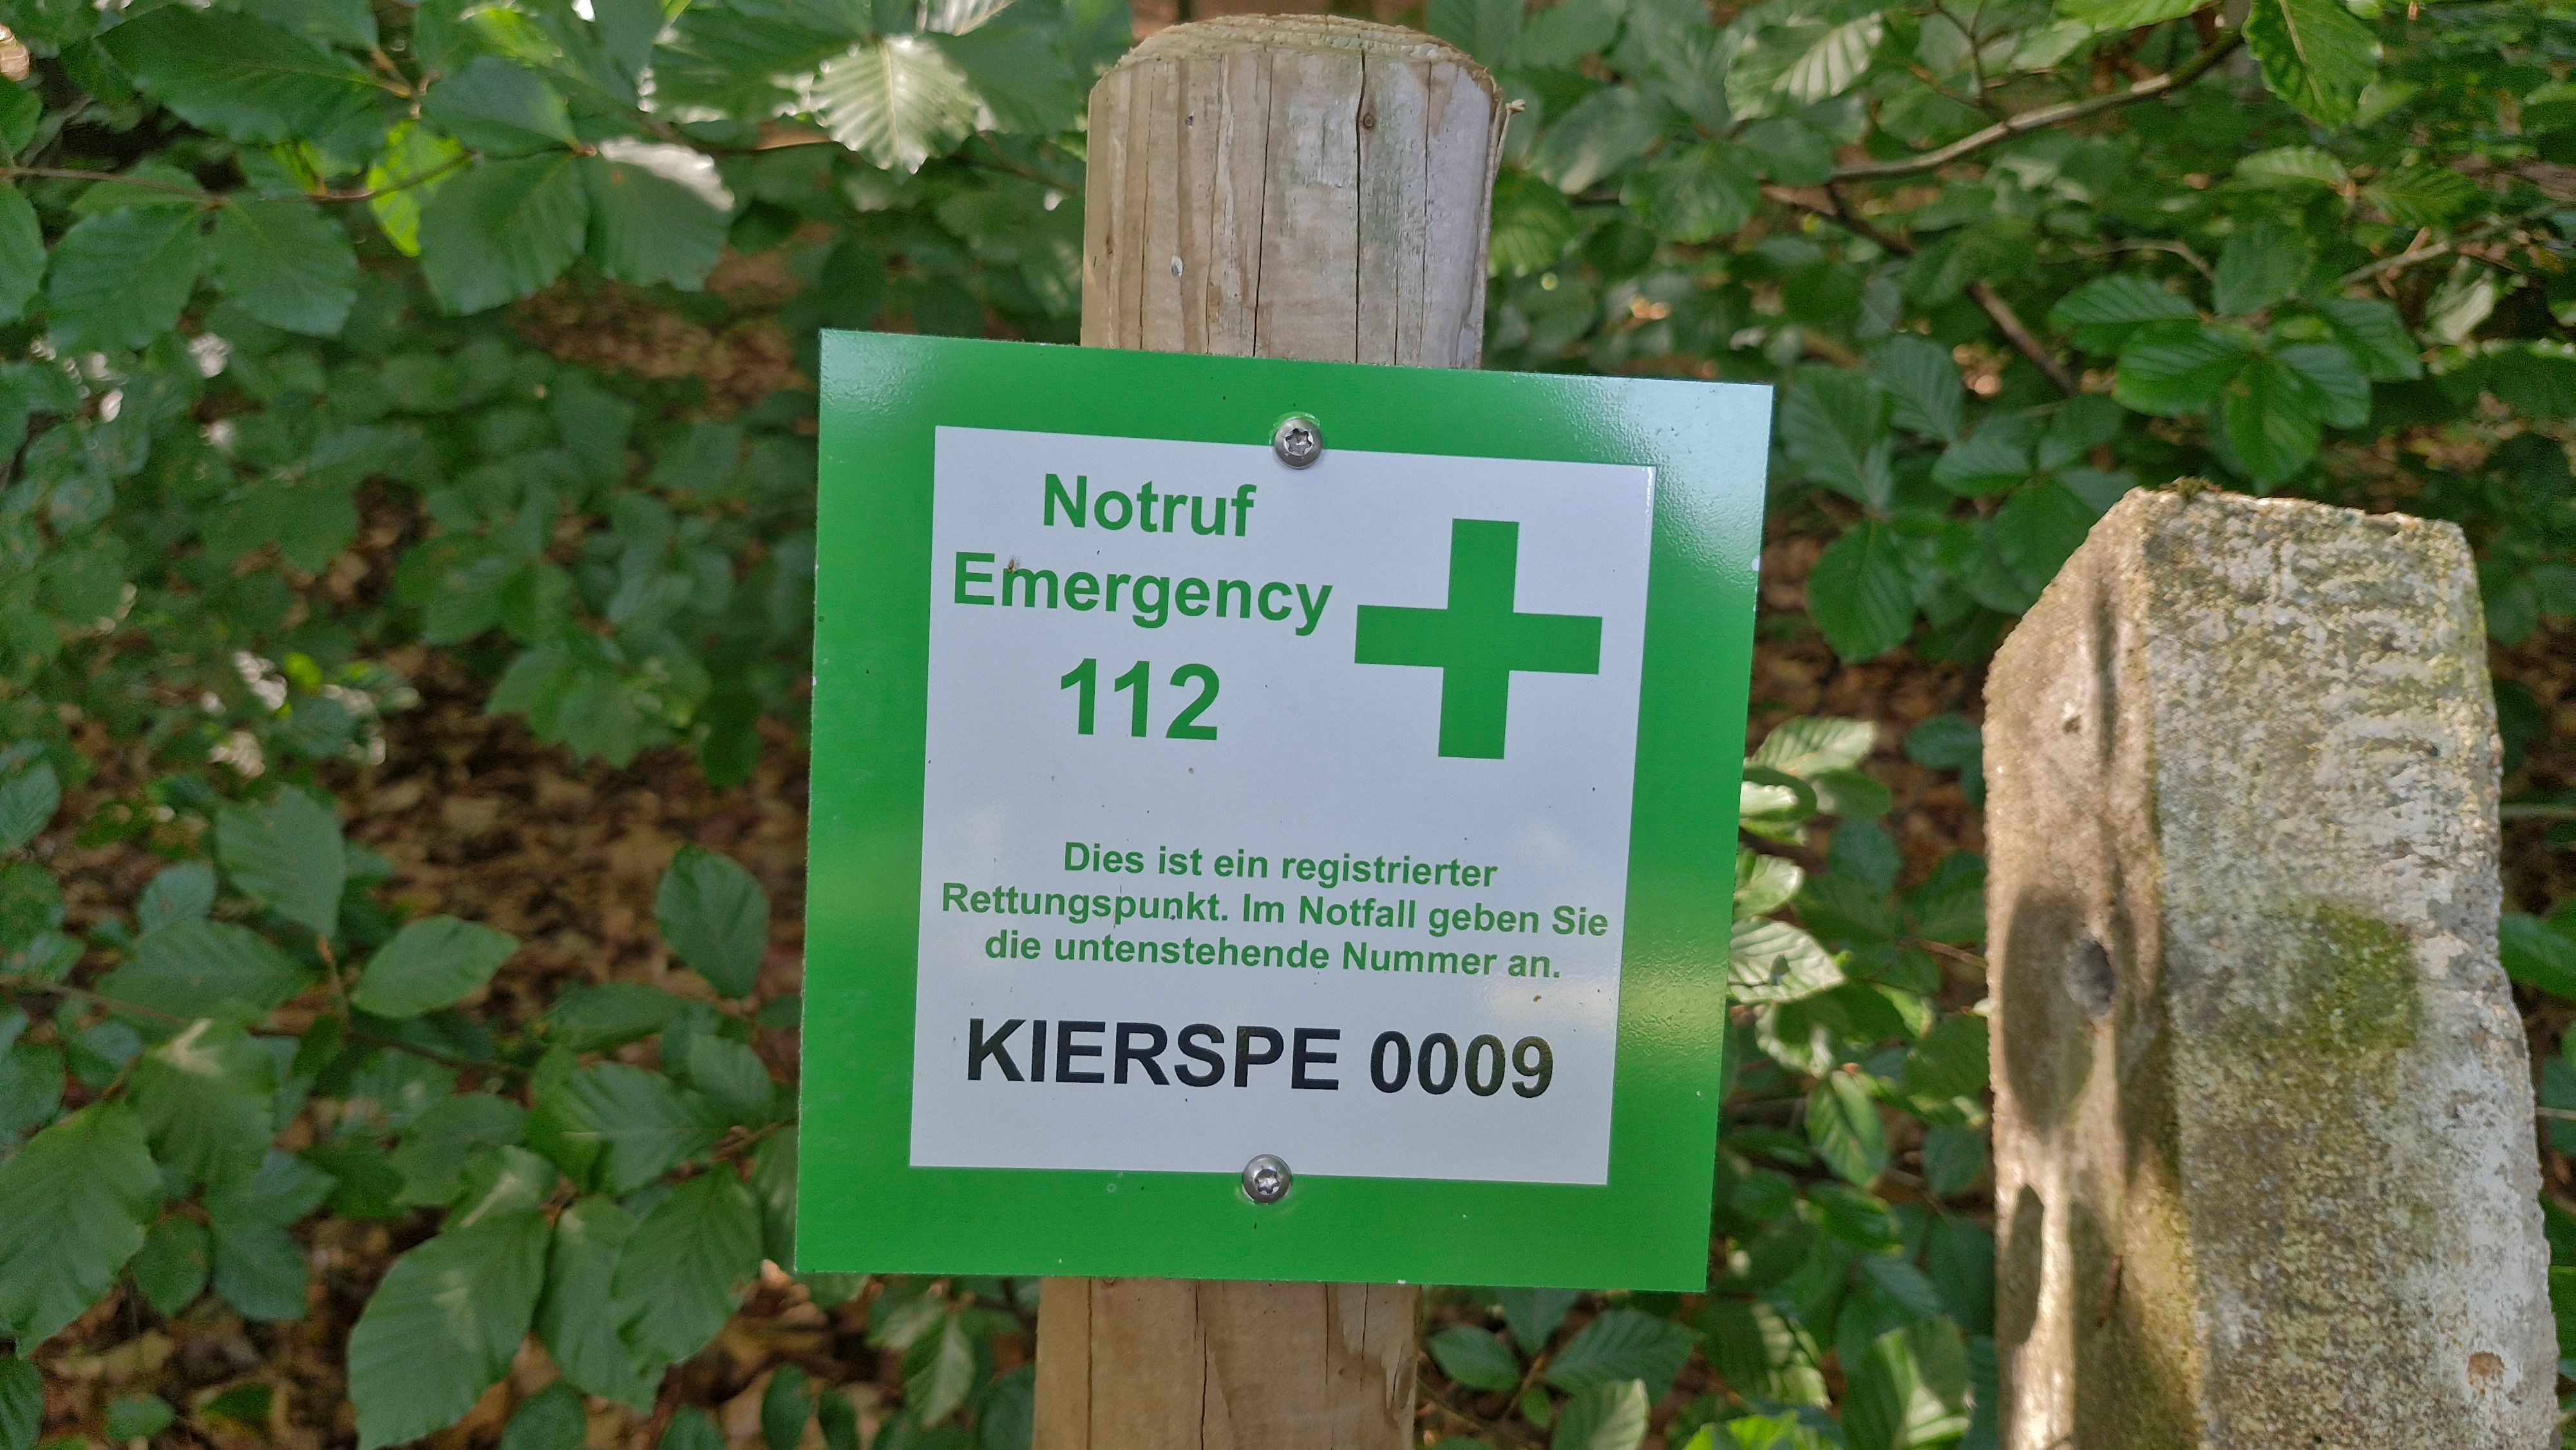 Notruf
Emergency
112
Dies ist ein registrierter
Rettungspunkt. Im Notfall geben Sie
die untenstehende Nummer an.
KIERSPE 0009